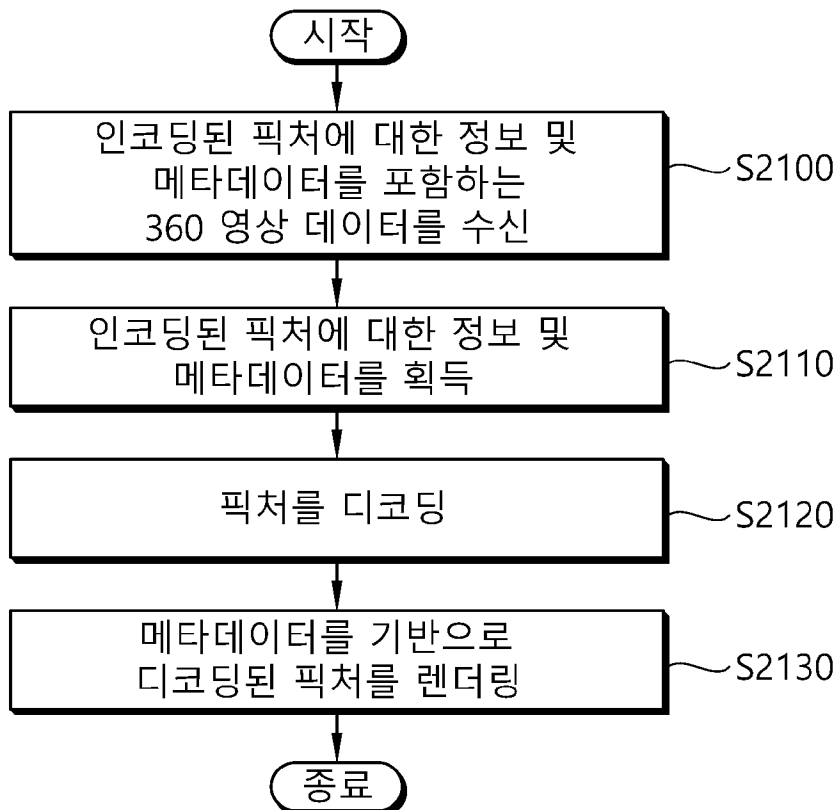 시작
인코딩된 픽처에 대한 정보 및
메타데이터를 포함하는
360 영상 데이터를 수신
S2100
인코딩된 픽처에 대한 정보 및
메타데이터를 획득
S2110
픽처를 디코딩
S2120
메타데이터를 기반으로
디코딩된 픽처를 렌더링
S2130
종료